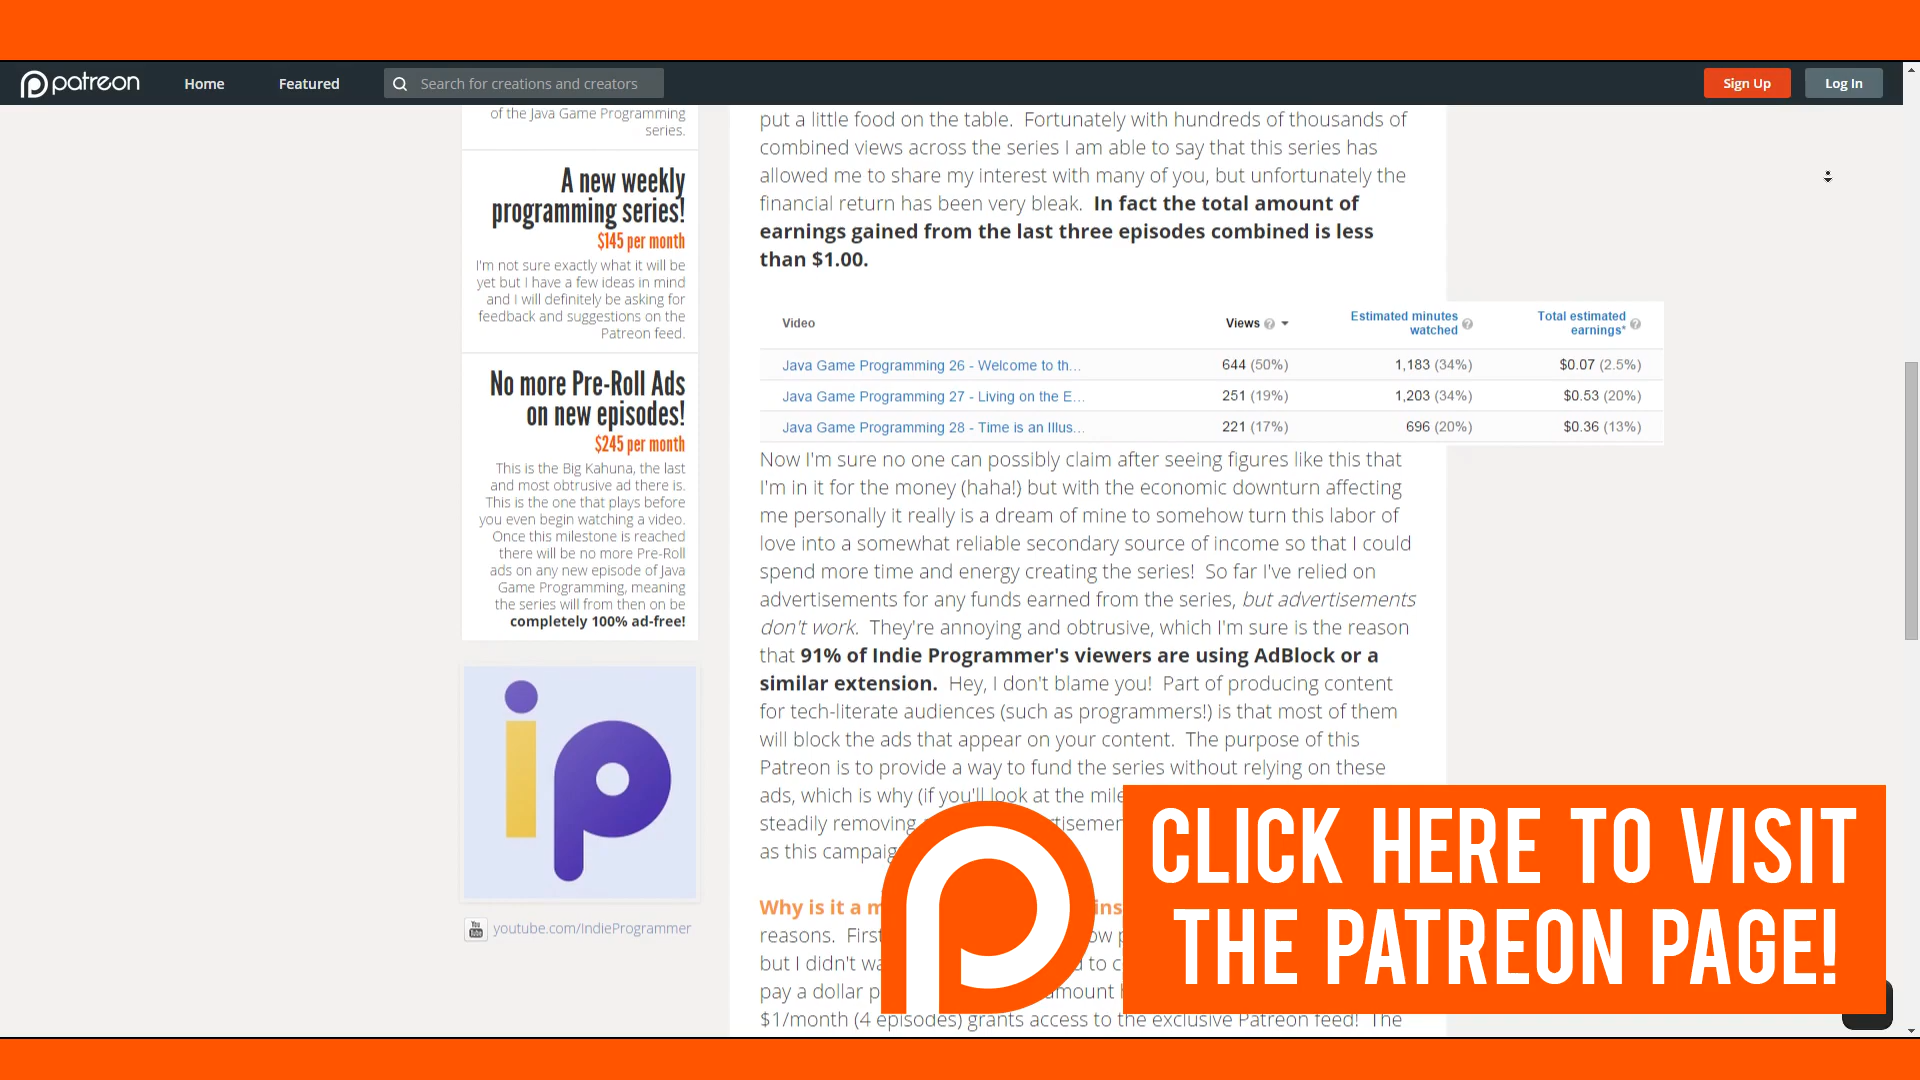 patreon
Home
Featured
Search for creations and creators
Sign Up
Log In
of the Java Game Programming
series.
A new weekly
programming series!
$145 per month
I'm not sure exactly what it will be
yet but I have a few ideas in mind
and I will definitely be asking for
feedback and suggestions on the
Patreon feed.
No more Pre-Roll Ads
on new episodes!
$245 per month
This is the Big Kahuna, the last
and most obtrusive ad there is.
This is the one that plays before
you even begin watching a video.
Once this milestone is reached
there will be no more Pre-Roll
ads on any new episode of Java
Game Programming, meaning
the series will from then on be
completely 100% ad-free!
ip
You Tube
youtube.com/IndieProgrammer
put a little food on the table. Fortunately with hundreds of thousands of
combined views across the series I am able to say that this series has
allowed me to share my interest with many of you, but unfortunately the
financial return has been very bleak. In fact the total amount of
earnings gained from the last three episodes combined is less
than $1.00.
Video Views ? Estimated minutes watched ? Total estimated earnings* ?
Java Game Programming 26 - Welcome to th... 644 (50%) 1,183 (34%) $0.07 (2.5%)
Java Game Programming 27 - Living on the E... 251 (19%) 1,203 (34%) $0.53 (20%)
Java Game Programming 28 - Time is an Illus... 221 (17%) 696 (20%) $0.36 (13%)
Now I'm sure no one can possibly claim after seeing figures like this that
I'm in it for the money (haha!) but with the economic downturn affecting
me personally it really is a dream of mine to somehow turn this labor of
love into a somewhat reliable secondary source of income so that I could
spend more time and energy creating the series! So far I've relied on
advertisements for any funds earned from the series, but advertisements
don't work. They're annoying and obtrusive, which I'm sure is the reason
that 91% of Indie Programmer's viewers are using AdBlock or a
similar extension. Hey, I don't blame you! Part of producing content
for tech-literate audiences (such as programmers!) is that most of them
will block the ads that appear on your content. The purpose of this
Patreon is to provide a way to fund the series without relying on these
ads, which is why (if you'll look at the
steadily removing
as this
Why is it a
reasons.
but I didn't to
pay a dollar
$1/month (4 episodes) grants access to the exclusive Patreon feed! The
CLICK HERE TO VISIT
THE PATREON PAGE!